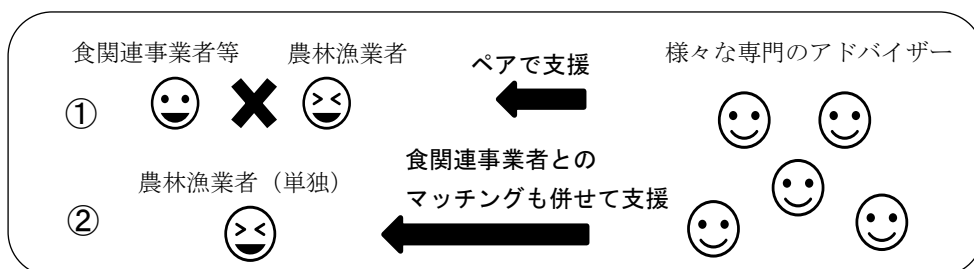 食関連事業者等
農林漁業者
ペアで支援
様々な専門のアドバイザー
①
食関連事業者との
マッチングも併せて支援
農林漁業者（単独）
②